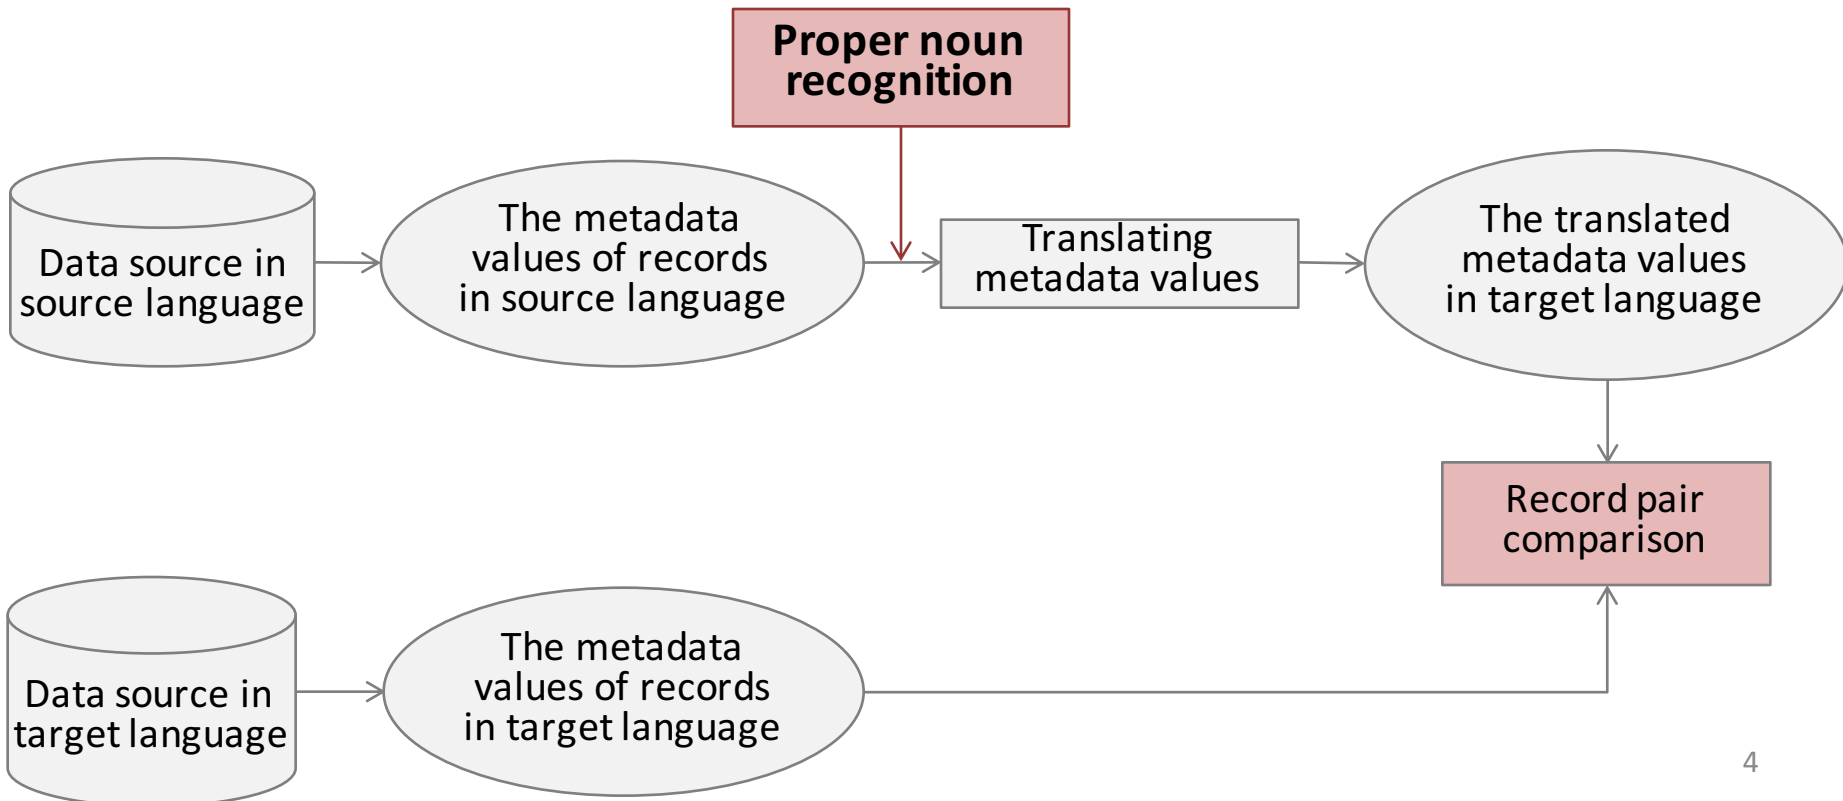 Proper noun
recognition
Data source in
source language
The metadata
values of records
in source language
Translating
metadata values
The translated
metadata values
in target language
Record pair
comparison
Data source in
target language
The metadata
values of records
in target language
4